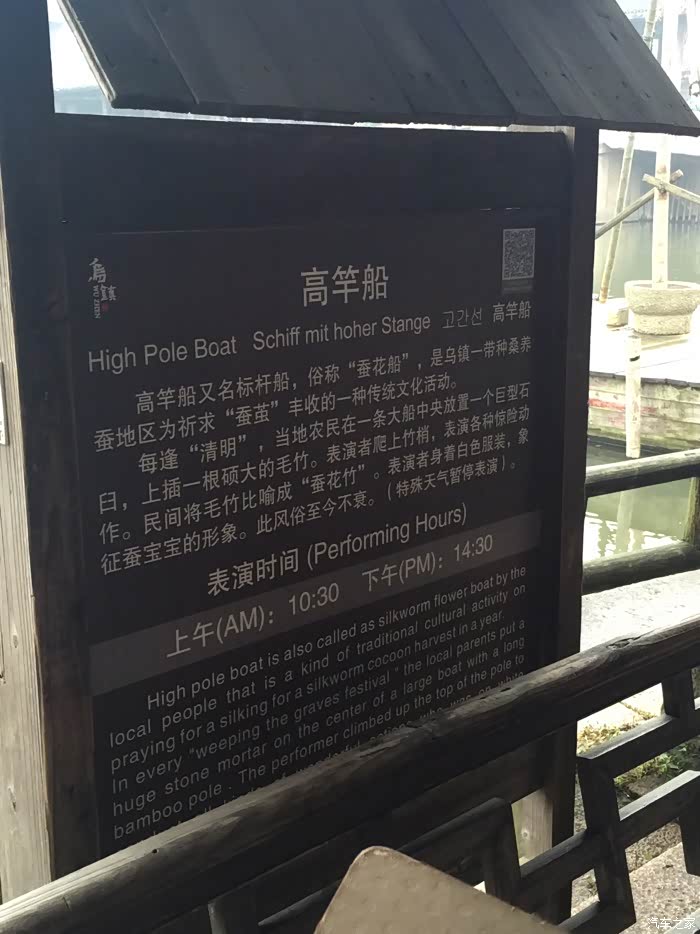 乌镇
WUZHEN
高竿船
High Pole Boat Schiff mit hoher Stange 고간선 高竿船
高竿船又名标杆船，俗称“蚕花船”，是乌镇一带种桑养
蚕地区为祈求“蚕茧”丰收的一种传统文化活动。
每逢“清明”，当地农民在一条大船中央放置一个巨型石
臼，上插一根硕大的毛竹。表演者爬上竹梢，表演各种惊险动
作。民间将毛竹比喻成“蚕花竹”。表演者身着白色服装，象
征蚕宝宝的形象。此风俗至今不衰。（特殊天气暂停表演）。
表演时间 (Performing Hours)
上午(AM)：10:30 下午(PM)：14:30
High pole boat is also called as silkworm flower boat by the
local people that is a kind of traditional cultural activity on
praying for a silking for a silkworm cocoon harvest in a year.
In every “weeping the graves festival “ the local parents put a
huge stone mortar on the center of a large boat with a long
bamboo pole . The performer climbed up the top of the pole to
汽车之家